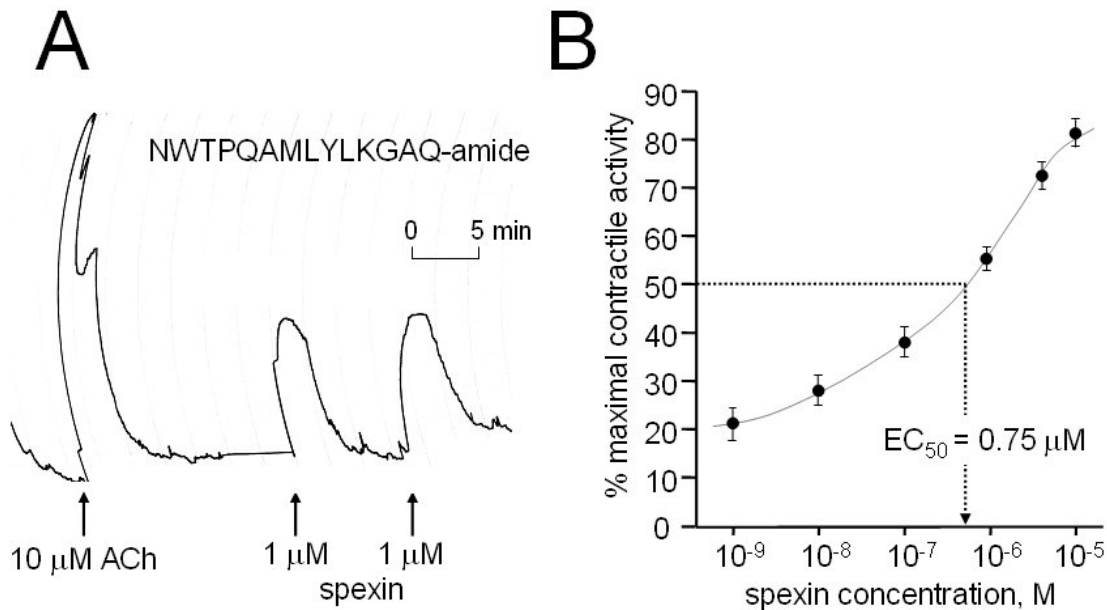 A
NWTPQAMLYLKGAQ-amide
0 5 min
10 μM ACh
1 μM 1 μM
spexin
B
% maximal contractile activity
90
80
70
60
50
40
30
20
10
0
EC50 = 0.75 μM
10-9 10-8 10-7 10-6 10-5
spexin concentration, M